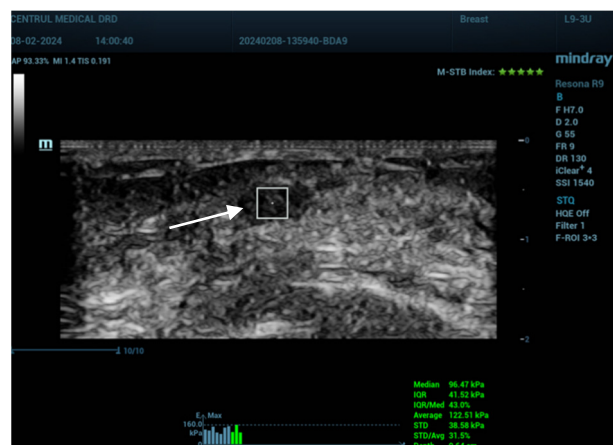 CENTRUL MEDICAL DRD Breast L9-3U
08-02-2024 14:00:40 20240208-135940-BDA9
AP 93.33% MI 1.4 TIS 0.191
mindray
M-STB Index: ★★★★★
Resona R9
B
F H7.0
D 2.0
G 55
FR 9
DR 130
iClear+ 4
SSI 1540
STQ
HQE Off
Filter 1
F-ROI 3*3
m
0
-1
-2
10/10
Median 96.47 kPa
IQR 41.52 kPa
IQR/Med 43.0%
Average 122.51 kPa
STD 38.58 kPa
STD/Avg 31.5%
E, Max
160.0
kPa
0